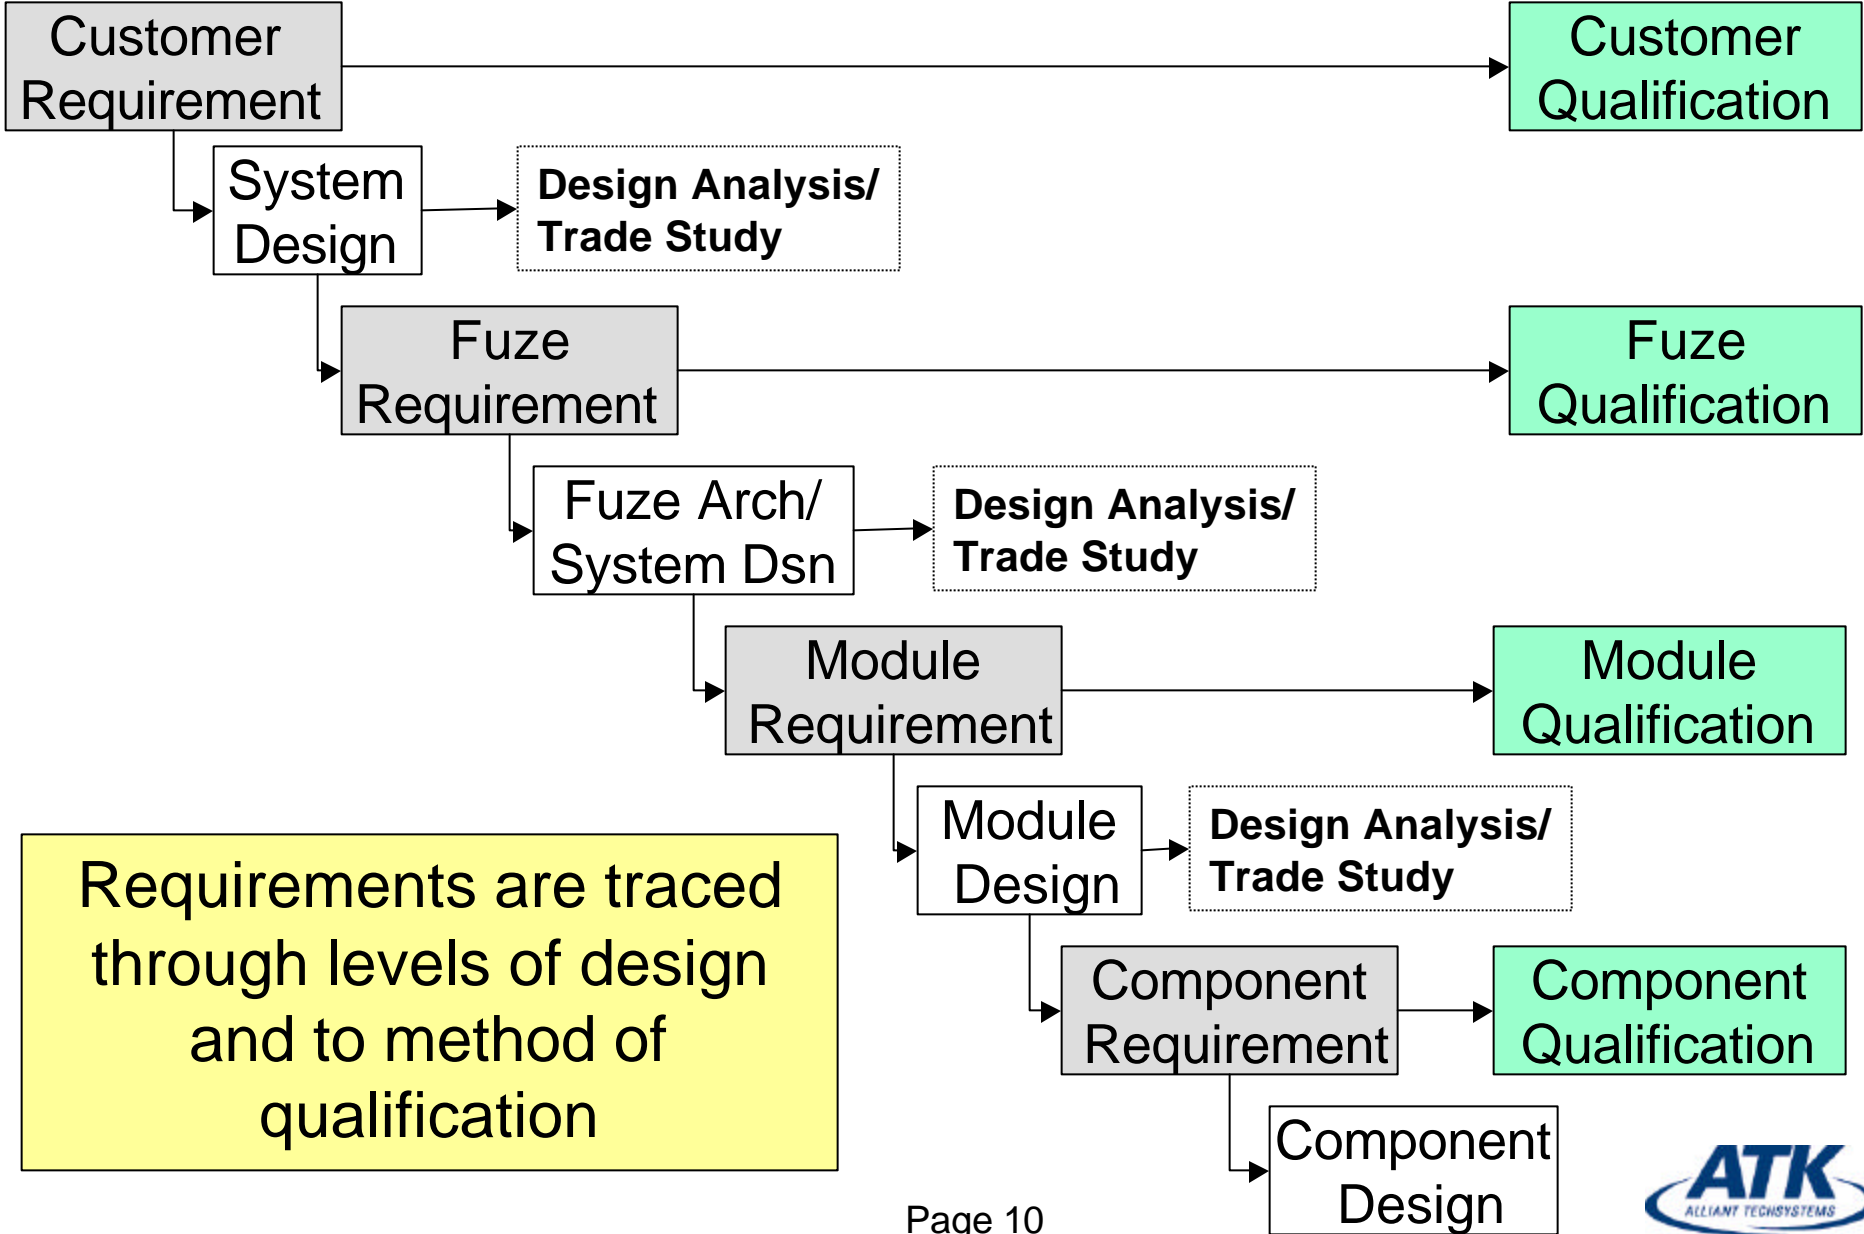 Customer
Requirement
Customer
Qualification
System
Design
Design Analysis/
Trade Study
Fuze
Requirement
Fuze
Qualification
Fuze Arch/
System Dsn
Design Analysis/
Trade Study
Module
Requirement
Module
Qualification
Module
Design
Design Analysis/
Trade Study
Requirements are traced
through levels of design
and to method of
qualification
Component
Requirement
Component
Qualification
Component
Design
Page 10
ATK
ALLIANT TECHSYSTEMS